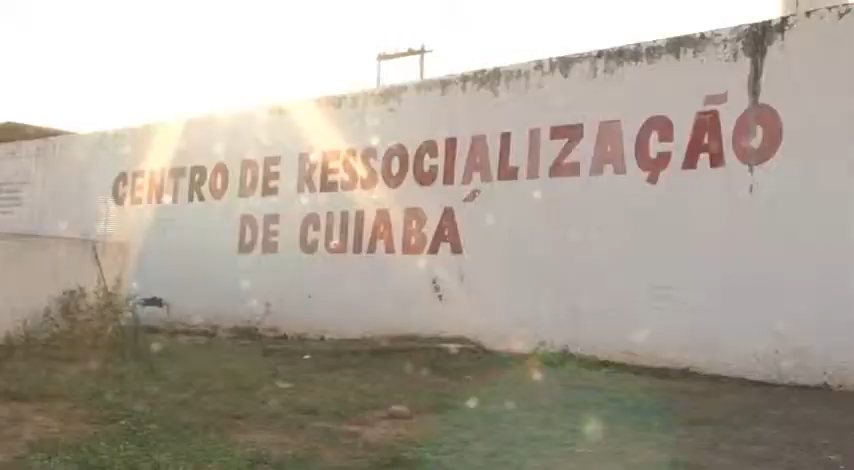 CENTRO DE RESSOCIALIZAÇÃO
DE CUIABÁ